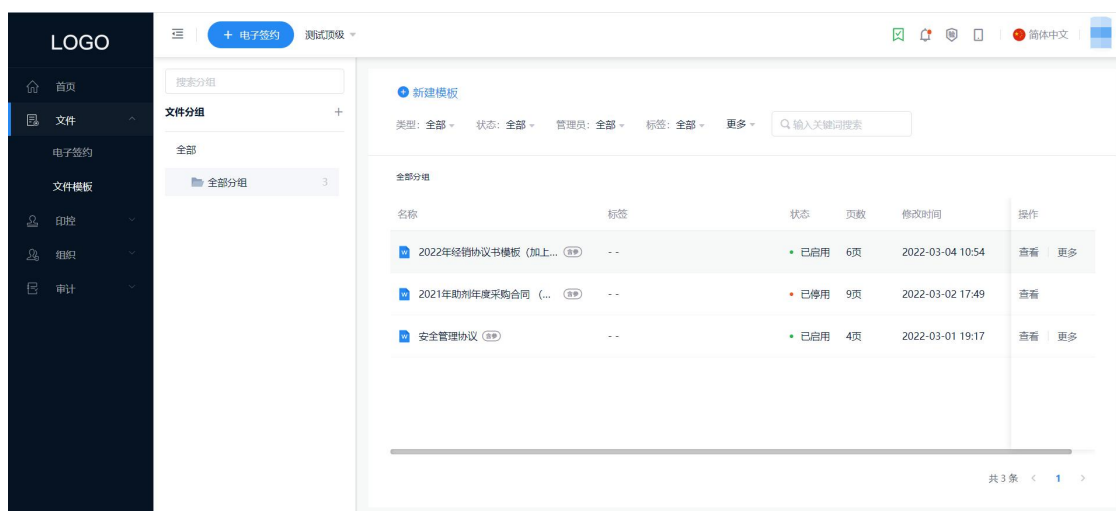 LOGO
+ 电子签约
测试顶级
简体中文
首页
文件
电子签约
文件模板
印控
组织
审计
搜索分组
文件分组
+
全部
全部分组 3
新建模板
类型: 全部 状态: 全部 管理员: 全部 标签: 全部 更多 输入关键词搜索
全部分组
名称 标签 状态 页数 修改时间 操作
W 2022年经销协议书模板（加上... 含参 -- 已启用 6页 2022-03-04 10:54 查看 更多
W 2021年助剂年度采购合同 （... 含参 -- 已停用 9页 2022-03-02 17:49 查看
W 安全管理协议 含参 -- 已启用 4页 2022-03-01 19:17 查看 更多
共 3 条 < 1 >